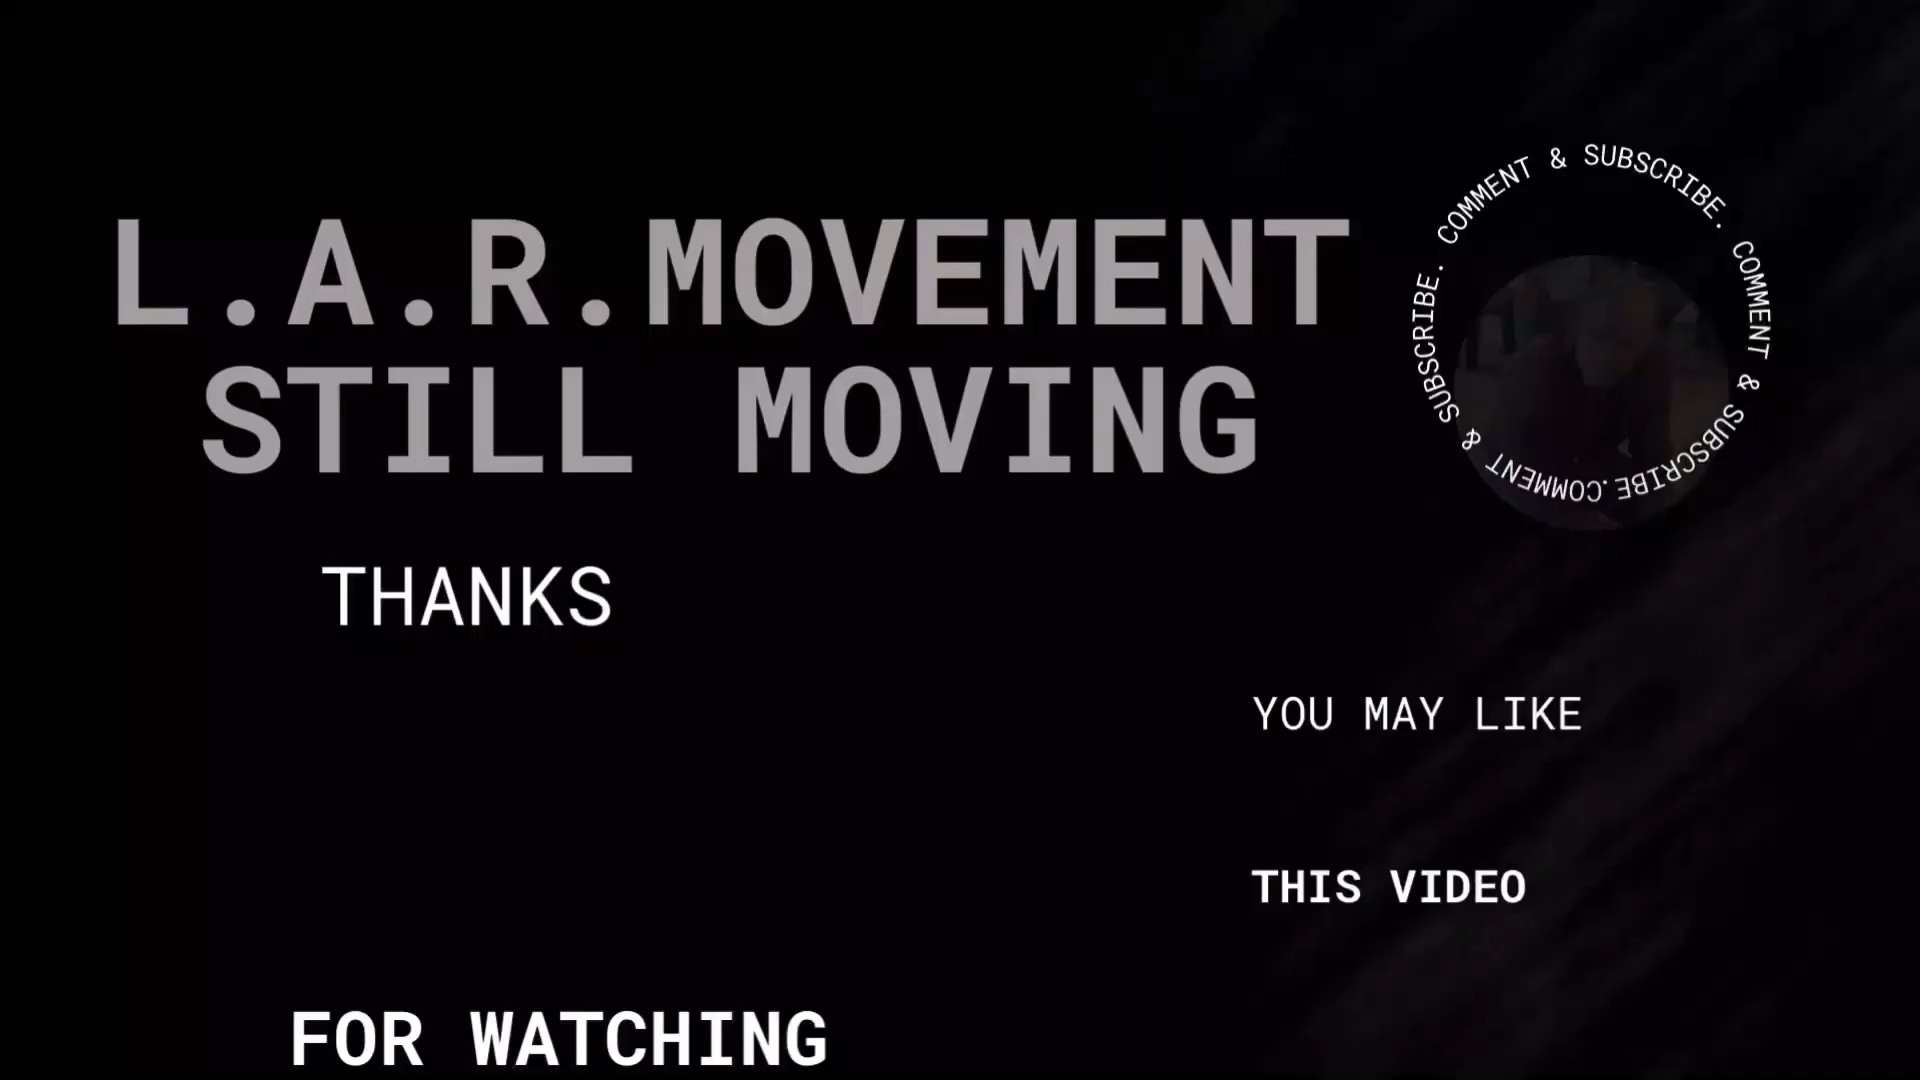 L.A.R.MOVEMENT
STILL MOVING
COMMENT & SUBSCRIBE. COMMENT & SUBSCRIBE.COMMENT & SUBSCRIBE.
THANKS
YOU MAY LIKE
THIS VIDEO
FOR WATCHING